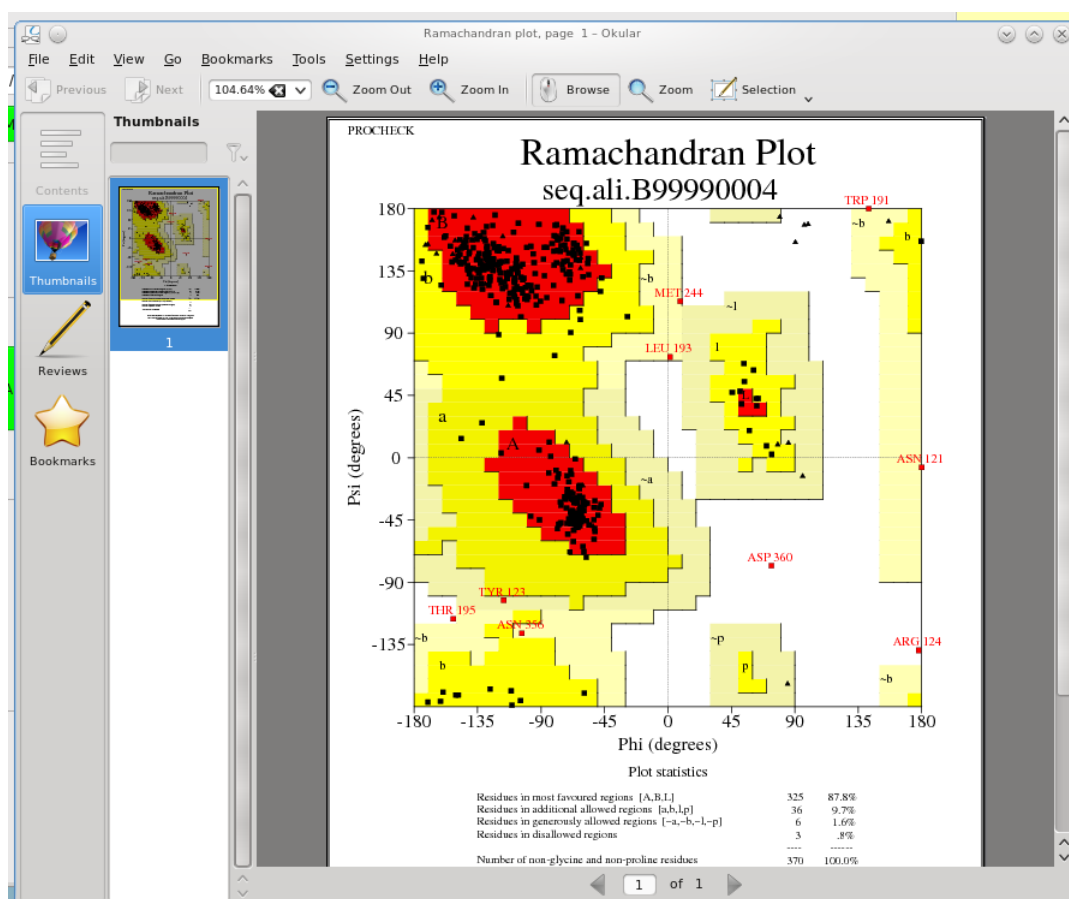 Ramachandran plot, page 1 – Okular
File Edit View Go Bookmarks Tools Settings Help
Previous Next 104.64% Zoom Out Zoom In Browse Zoom Selection
Contents
Thumbnails
Reviews
Bookmarks
Thumbnails
1
PROCHECK
Ramachandran Plot
seq.ali.B99990004
TRP 191
B
~b
b
b
~b
MET 244
~l
LEU 193
l
a
A
ASN 121
~a
ASP 360
TYR 123
THR 195
ASN 356
~b
~p
ARG 124
b
p
~b
180
135
90
45
0
-45
-90
-135
Psi (degrees)
-180 -135 -90 -45 0 45 90 135 180
Phi (degrees)
Plot statistics
Residues in most favoured regions [A,B,L] 325 87.8%
Residues in additional allowed regions [a,b,l,p] 36 9.7%
Residues in generously allowed regions [~a,~b,~l,~p] 6 1.6%
Residues in disallowed regions 3 .8%
---- ------
Number of non-glycine and non-proline residues 370 100.0%
1 of 1